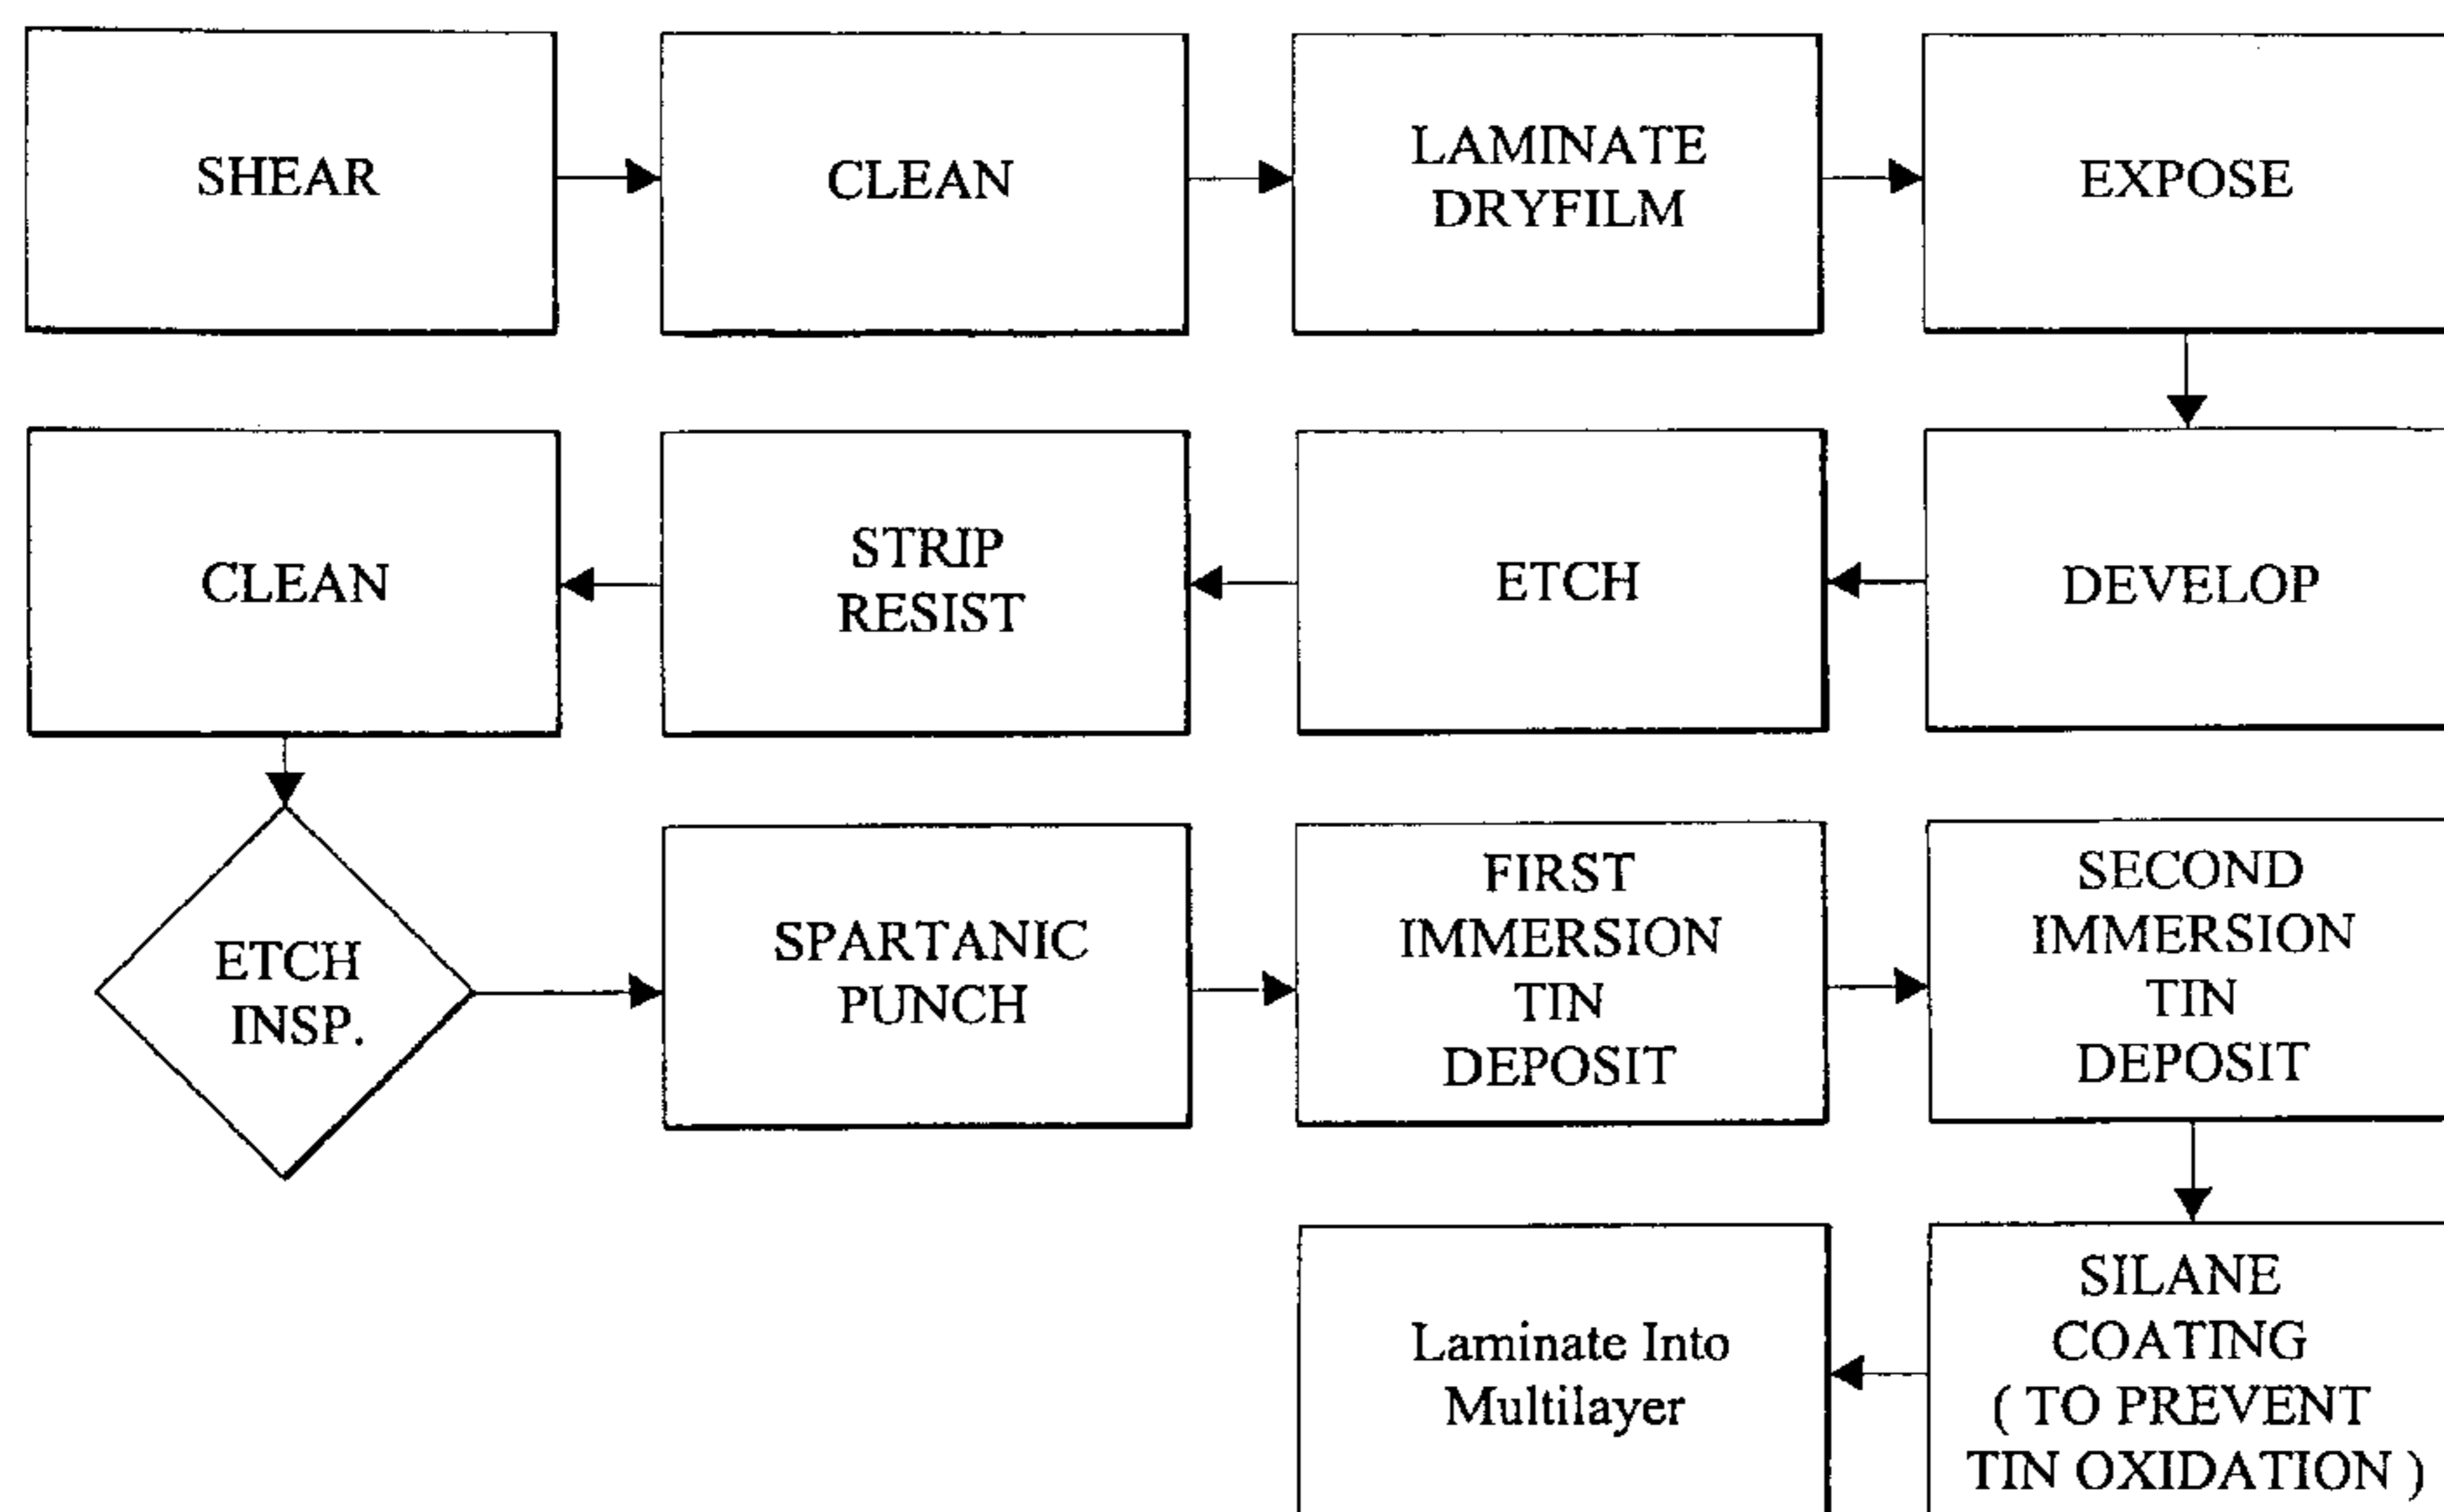 SHEAR
CLEAN
LAMINATE
DRYFILM
EXPOSE
CLEAN
STRIP
RESIST
ETCH
DEVELOP
ETCH
INSP.
SPARTANIC
PUNCH
FIRST
IMMERSION
TIN
DEPOSIT
SECOND
IMMERSION
TIN
DEPOSIT
Laminate Into
Multilayer
SILANE
COATING
( TO PREVENT
TIN OXIDATION )